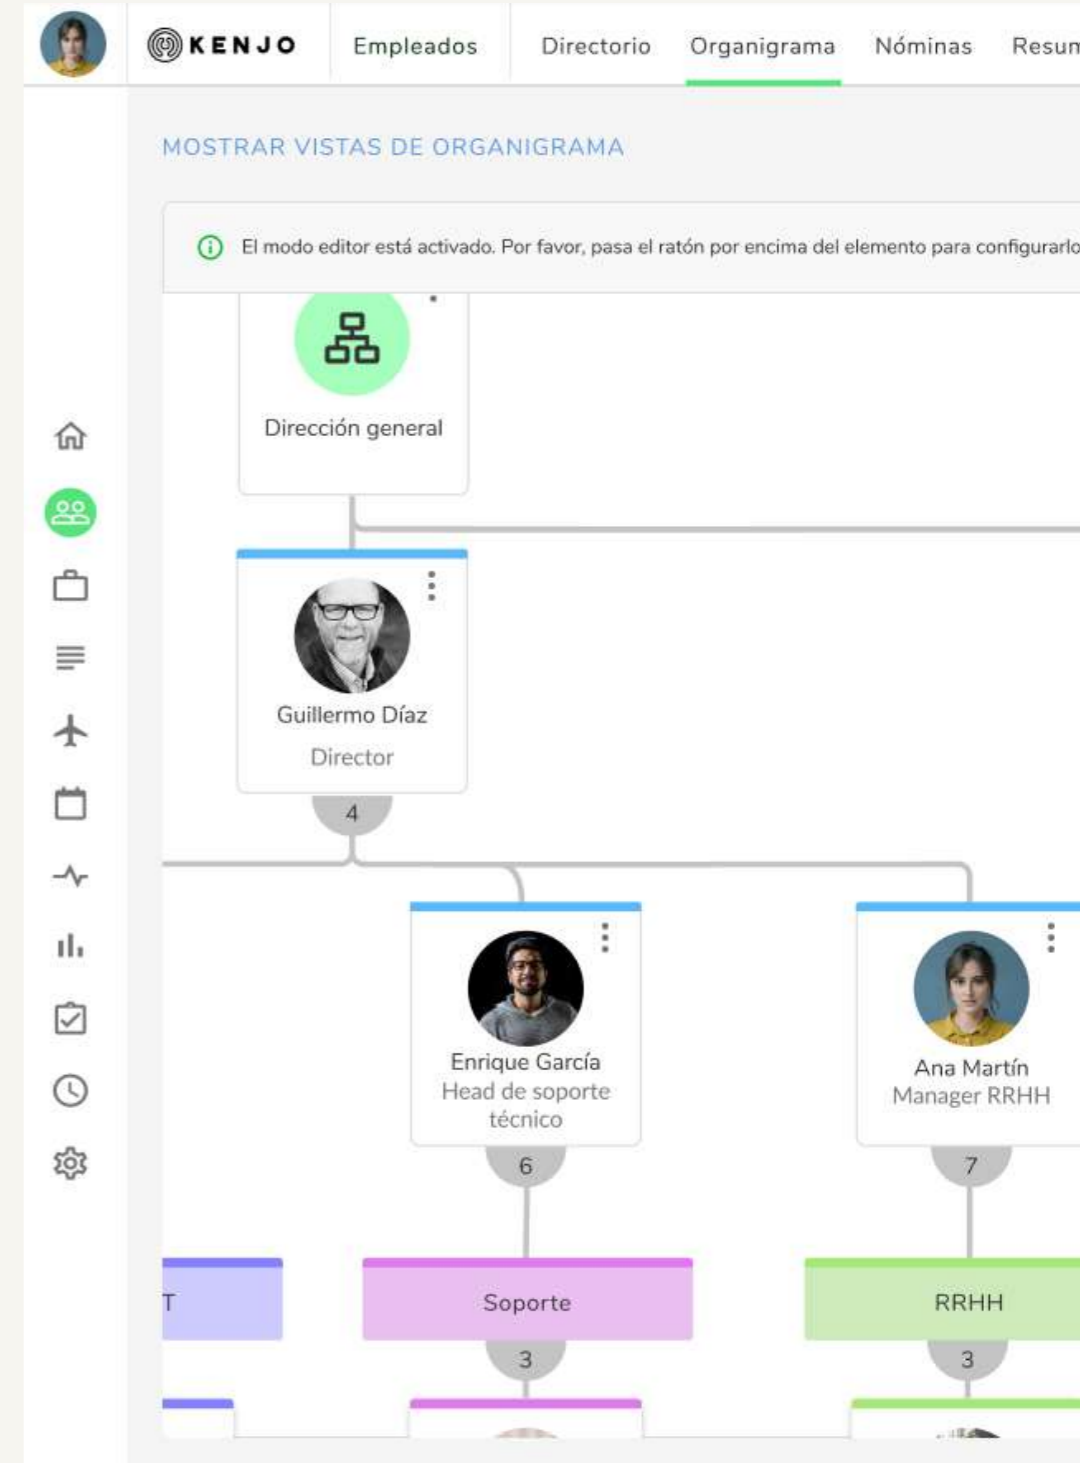 KENJO
Empleados
Directorio
Organigrama
Nóminas
Resum
MOSTRAR VISTAS DE ORGANIGRAMA
El modo editor está activado. Por favor, pasa el ratón por encima del elemento para configurarlo
Dirección general
Guillermo Díaz
Director
4
Enrique García
Head de soporte
técnico
6
Ana Martín
Manager RRHH
7
T
Soporte
RRHH
3
3